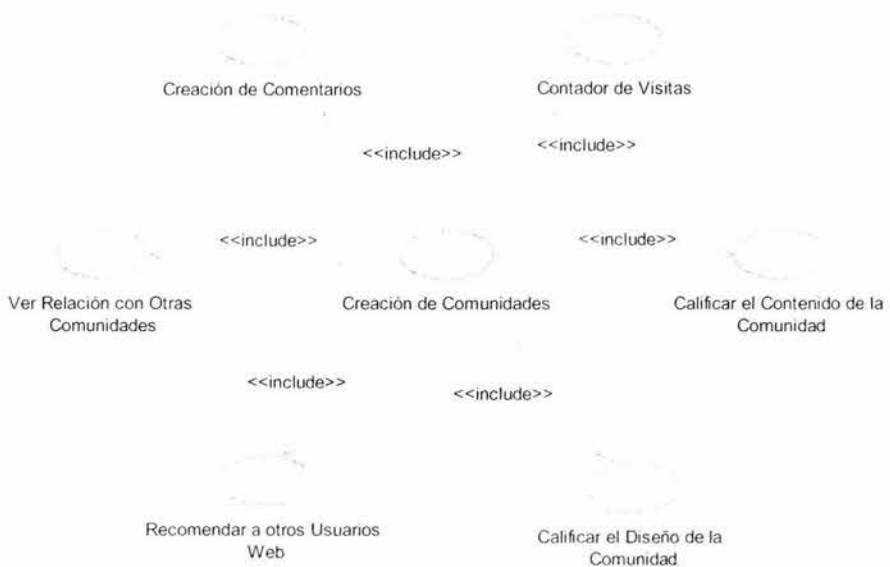 Creación de Comentarios
Contador de Visitas
<<include>>
<<include>>
<<include>>
<<include>>
Ver Relación con Otras
Comunidades
Creación de Comunidades
Calificar el Contenido de la
Comunidad
<<include>>
<<include>>
Recomendar a otros Usuarios
Web
Calificar el Diseño de la
Comunidad